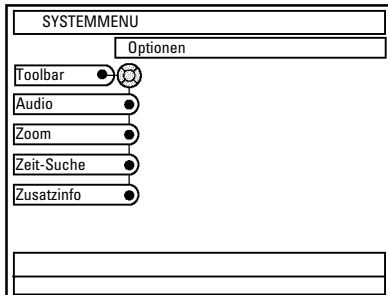 SYSTEMMENU
Optionen
Toolbar
Audio
Zoom
Zeit-Suche
Zusatzinfo